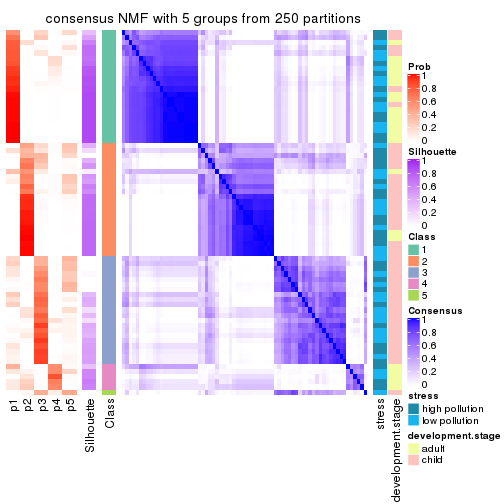 consensus NMF with 5 groups from 250 partitions
Prob
1
0.8
0.6
0.4
0.2
0
Silhouette
1
0.8
0.6
0.4
0.2
0
Class
1
2
3
4
5
Consensus
1
0.8
0.6
0.4
0.2
0
stress
high pollution
low pollution
development.stage
adult
child
p1
p2
p3
p4
p5
Silhouette
Class
stress
development.stage